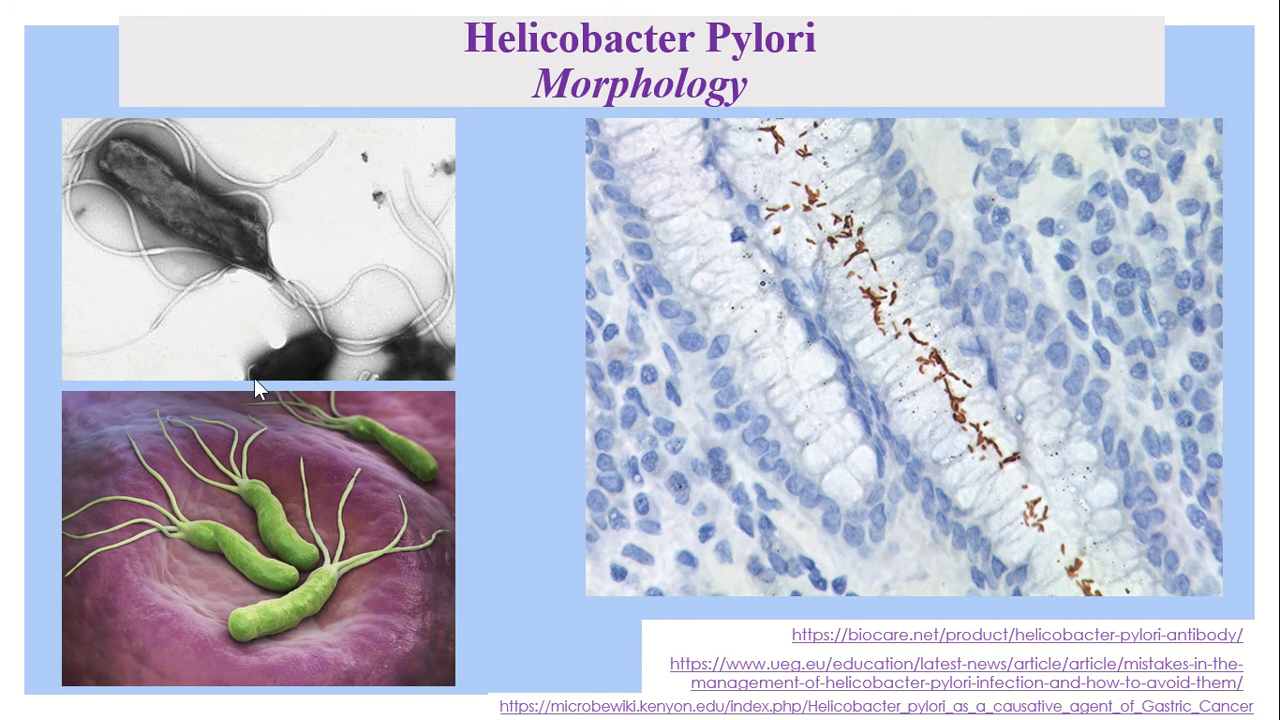 Helicobacter Pylori
Morphology
https://biocare.net/product/helicobacter-pylori-antibody/
https://www.ueg.eu/education/latest-news/article/article/mistakes-in-the-
management-of-helicobacter-pylori-infection-and-how-to-avoid-them/
https://microbewiki.kenyon.edu/index.php/Helicobacter_pylori_as_a_causative_agent_of_Gastric_Cancer